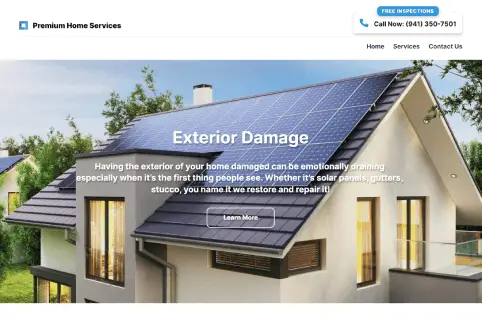 FREE INSPECTIONS
Premium Home Services
Call Now: (941) 350-7501
Home Services Contact Us
Exterior Damage
Having the exterior of your home damaged can be emotionally draining
especially when it's the first thing people see. Whether it's solar panels, gutters,
stucco, you name it we restore and repair it!
Learn More